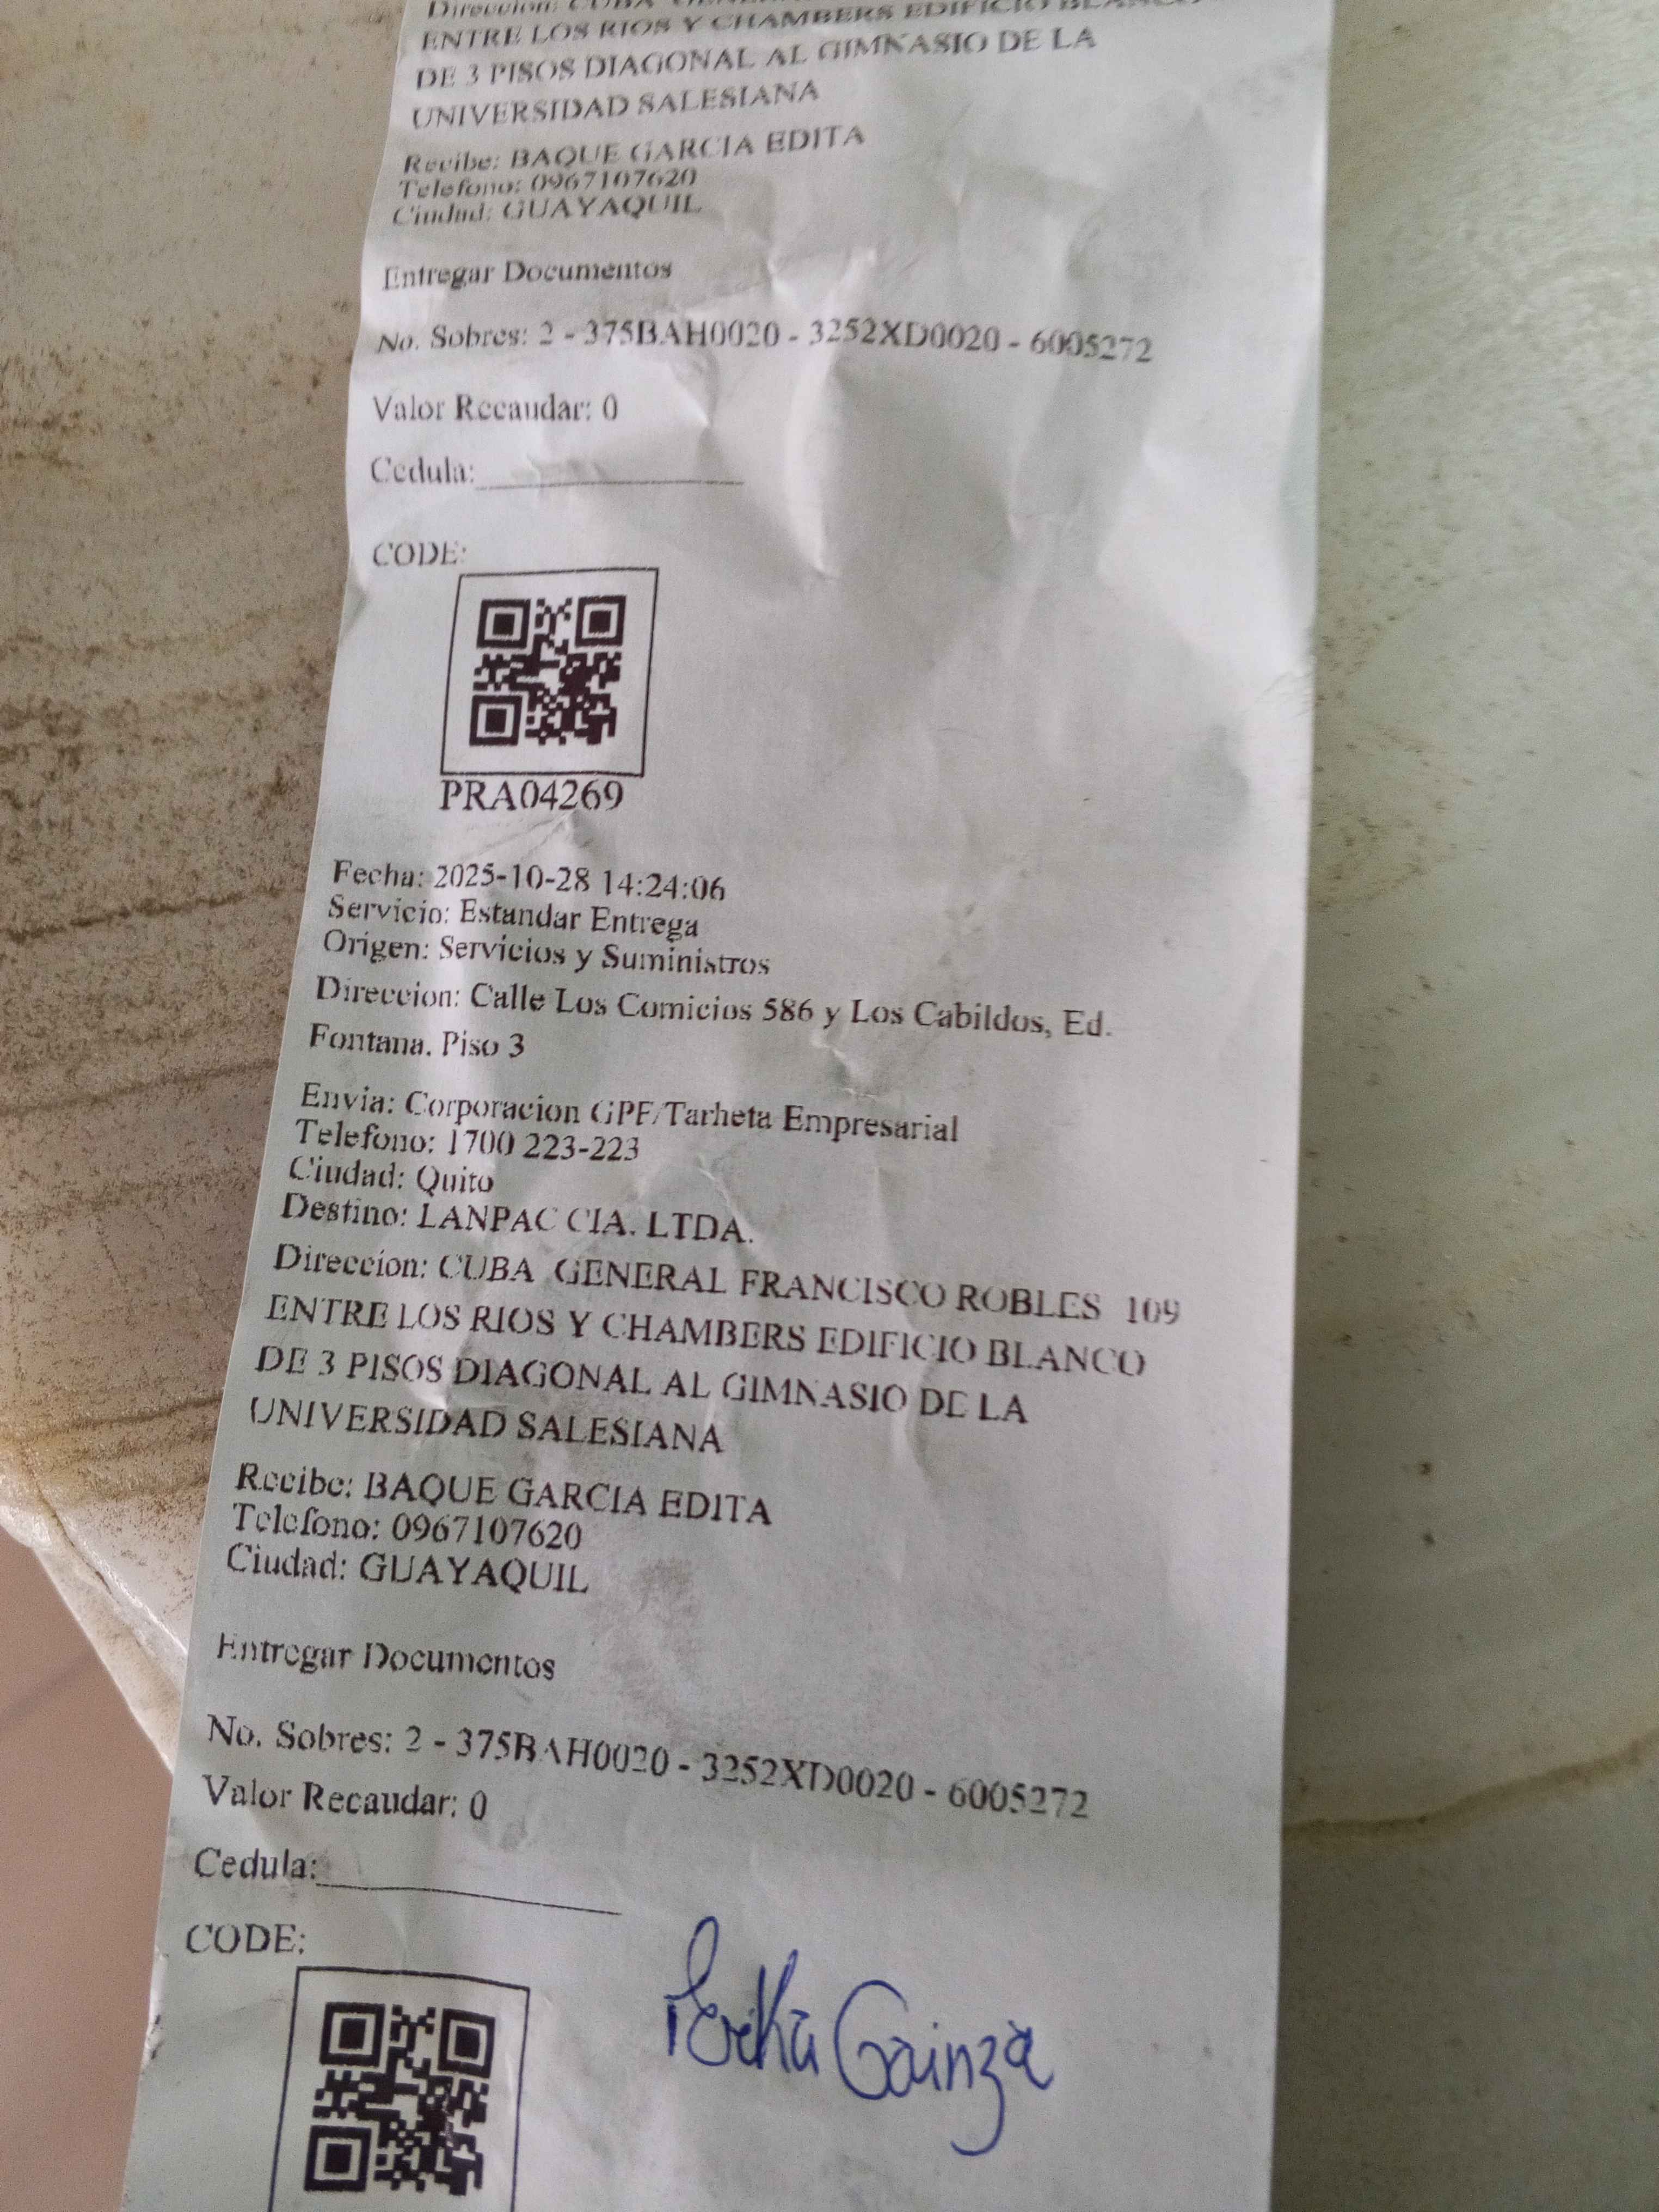 Direccion: CUBA
ENTRE LOS RIOS Y CHAMBERS EDIFICIO BLANCO
DE 3 PISOS DIAGONAL AL GIMNASIO DE LA
UNIVERSIDAD SALESIANA
Recibe: BAQUE GARCIA EDITA
Telefono: 0967107620
Ciudad: GUAYAQUIL
Entregar Documentos
No. Sobres: 2 - 375BAH0020 - 3252XD0020 - 6005272
Valor Recaudar: 0
Cedula:
CODE:
PRA04269
Fecha: 2025-10-28 14:24:06
Servicio: Estandar Entrega
Origen: Servicios y Suministros
Direccion: Calle Los Comicios 586 y Los Cabildos, Ed.
Fontana. Piso 3
Envia: Corporacion GPF/Tarheta Empresarial
Telefono: 1700 223-223
Ciudad: Quito
Destino: LANPAC CIA. LTDA.
Direccion: CUBA GENERAL FRANCISCO ROBLES 109
ENTRE LOS RIOS Y CHAMBERS EDIFICIO BLANCO
DE 3 PISOS DIAGONAL AL GIMNASIO DE LA
UNIVERSIDAD SALESIANA
Recibe: BAQUE GARCIA EDITA
Telefono: 0967107620
Ciudad: GUAYAQUIL
Entregar Documentos
No. Sobres: 2 - 375BAH0020 - 3252XD0020 - 6005272
Valor Recaudar: 0
Cedula:
CODE:
Gainza